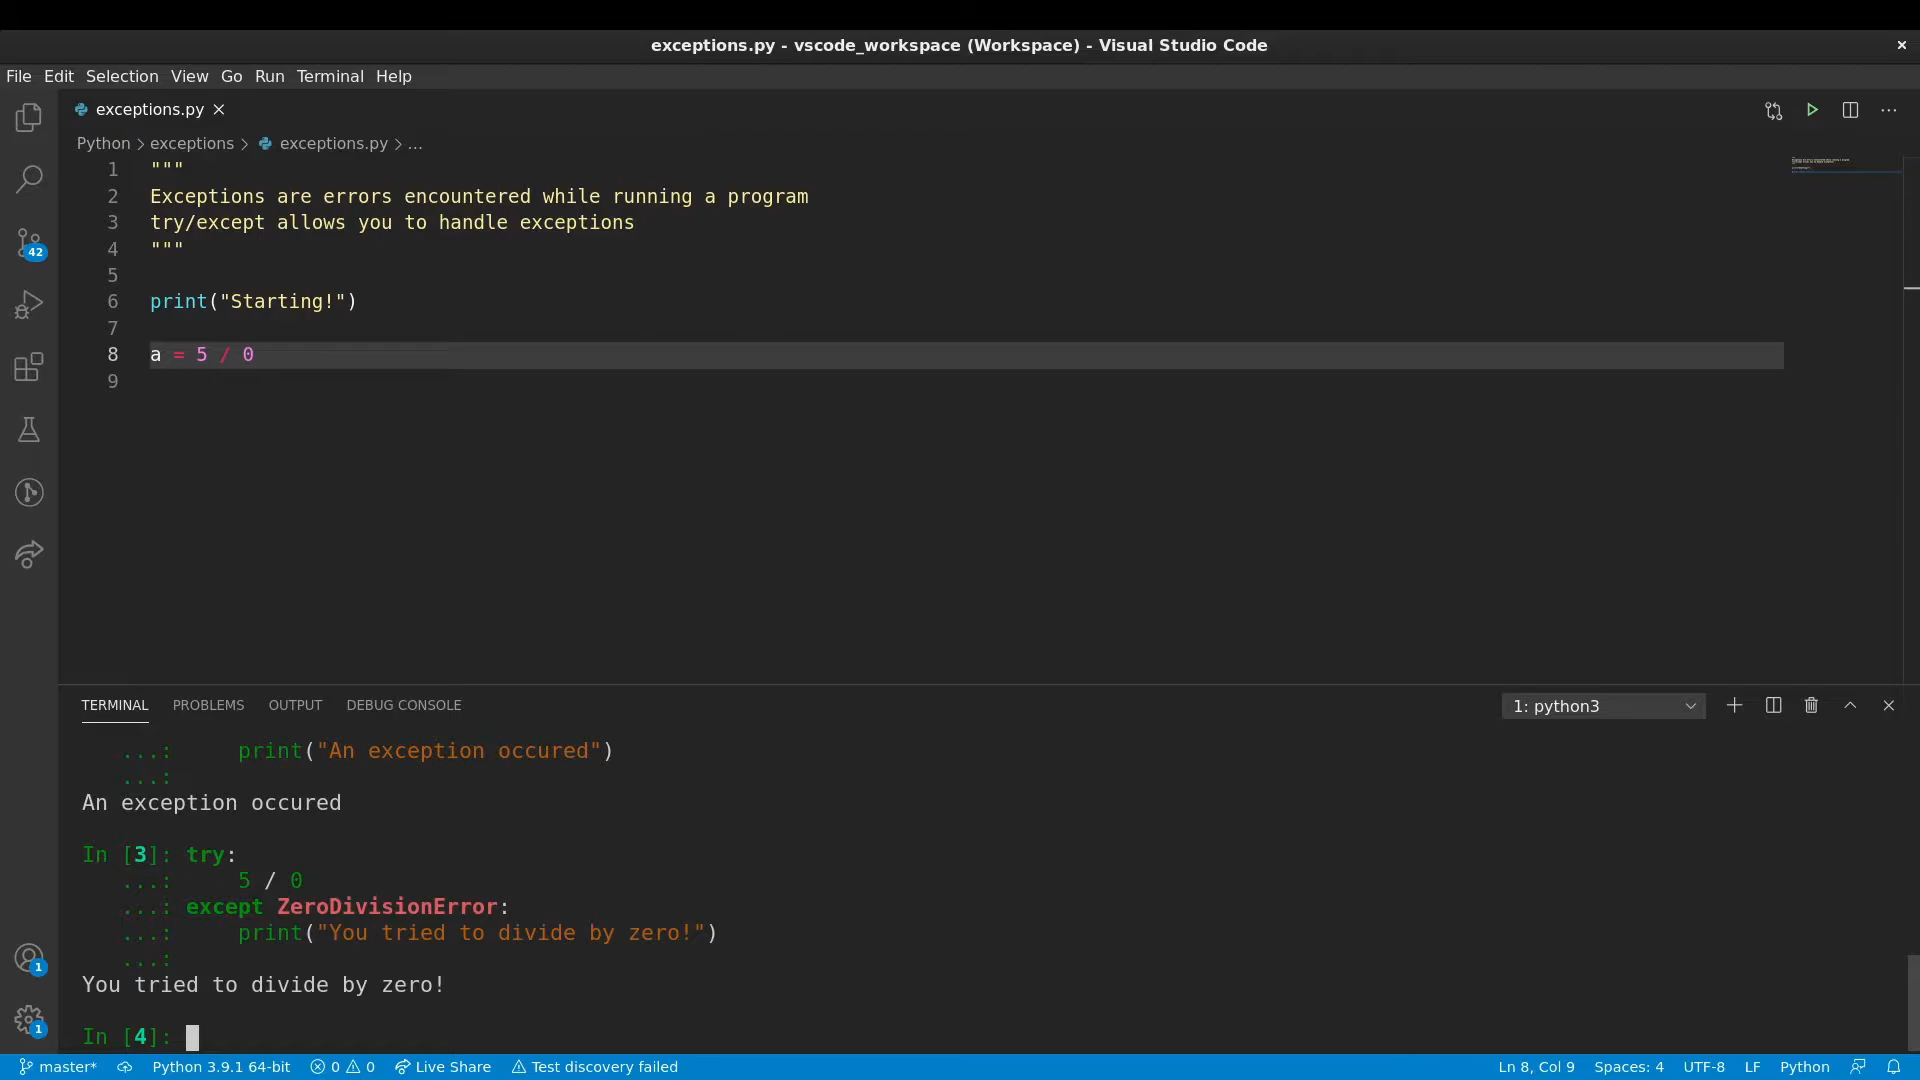 exceptions.py - vscode_workspace (Workspace) - Visual Studio Code
File Edit Selection View Go Run Terminal Help
exceptions.py
Python > exceptions > exceptions.py > ...
1 """
2 Exceptions are errors encountered while running a program
3 try/except allows you to handle exceptions
4 """
5
6 print("Starting!")
7
8 a = 5 / 0
9
42
1
1
TERMINAL PROBLEMS OUTPUT DEBUG CONSOLE 1: python3
...: print("An exception occured")
...:
An exception occured
In [3]: try:
...: 5 / 0
...: except ZeroDivisionError:
...: print("You tried to divide by zero!")
...:
You tried to divide by zero!
In [4]:
master* Python 3.9.1 64-bit 0 0 Live Share Test discovery failed Ln 8, Col 9 Spaces: 4 UTF-8 LF Python